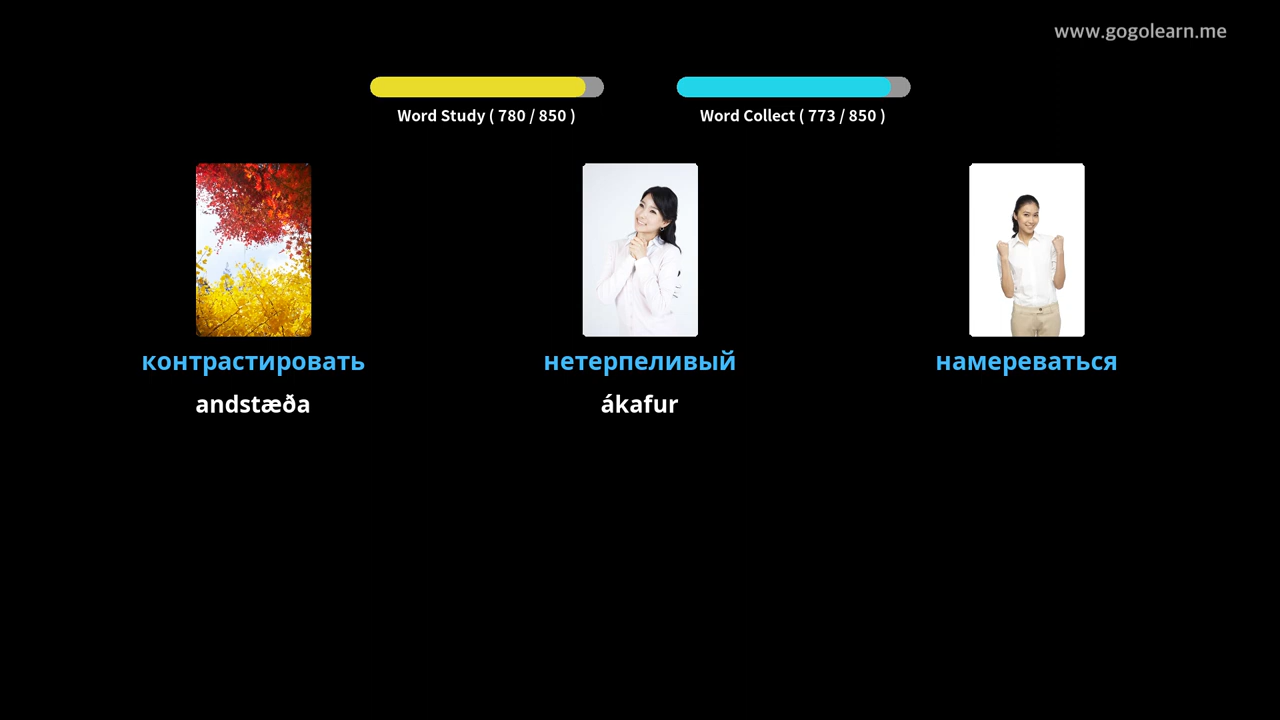 www.gogolearn.me
Word Study ( 780 / 850 )
Word Collect ( 773 / 850 )
контрастировать
нетерпеливый
намереваться
andstæða
ákafur